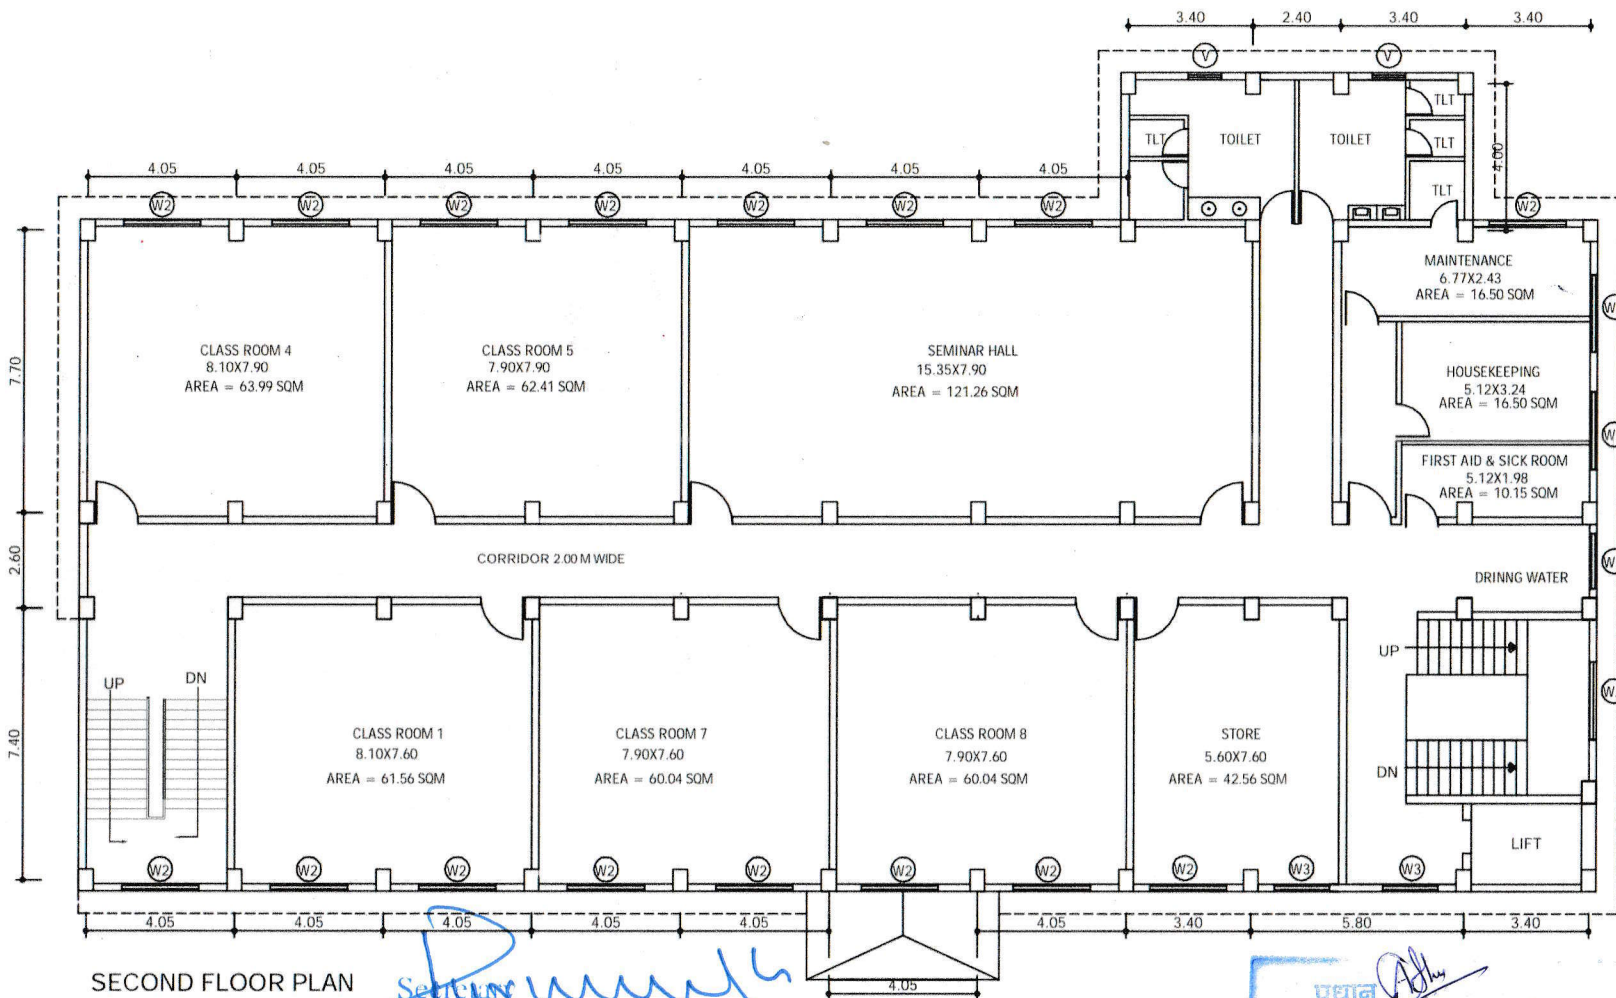 3.40 2.40 3.40 3.40
V V
TLT
TLT TOILET TOILET TLT
4.00
TLT
4.05 4.05 4.05 4.05 4.05 4.05 4.05
W2 W2 W2 W2 W2 W2 W2 W2
MAINTENANCE
6.77X2.43
AREA = 16.50 SQM
W
7.70
CLASS ROOM 4
8.10X7.90
AREA = 63.99 SQM
CLASS ROOM 5
7.90X7.90
AREA = 62.41 SQM
SEMINAR HALL
15.35X7.90
AREA = 121.26 SQM
HOUSEKEEPING
5.12X3.24
AREA = 16.50 SQM
W
FIRST AID & SICK ROOM
5.12X1.98
AREA = 10.15 SQM
2.60
CORRIDOR 2.00 M WIDE
W
DRINNG WATER
UP DN
UP
W
7.40
CLASS ROOM 1
8.10X7.60
AREA = 61.56 SQM
CLASS ROOM 7
7.90X7.60
AREA = 60.04 SQM
CLASS ROOM 8
7.90X7.60
AREA = 60.04 SQM
STORE
5.60X7.60
AREA = 42.56 SQM
DN
LIFT
W2 W2 W2 W2 W2 W2 W2 W2 W3 W3
4.05 4.05 4.05 4.05 4.05 4.05 3.40 5.80 3.40
4.05
SECOND FLOOR PLAN
प्रधान